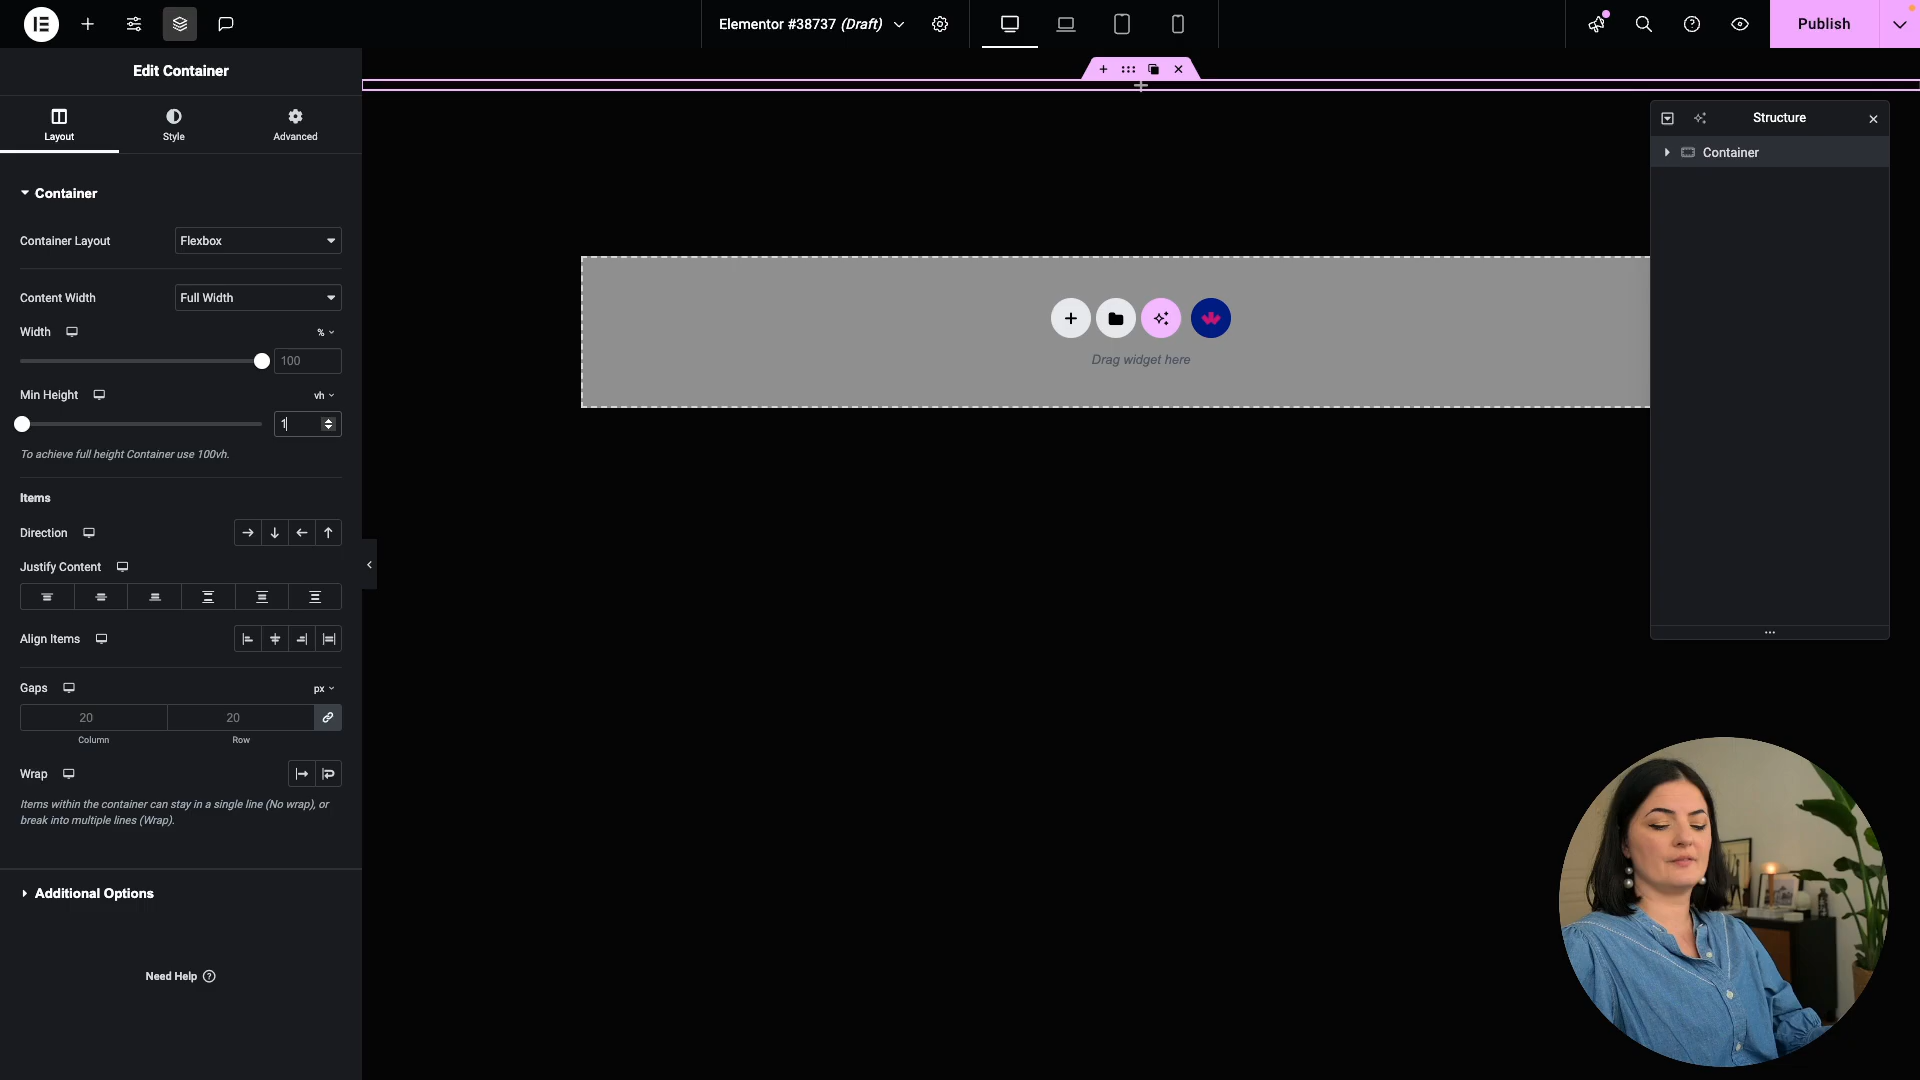 Elementor #38737 (Draft)
Publish
Edit Container
Layout
Style
Advanced
Structure
Container
Container
Container Layout
Flexbox
Content Width
Full Width
Width
%
100
Min Height
vh
1
To achieve full height Container use 100vh.
Items
Direction
Justify Content
Align Items
Gaps
px
20
20
Column
Row
Wrap
Items within the container can stay in a single line (No wrap), or
break into multiple lines (Wrap).
Additional Options
Need Help
Drag widget here